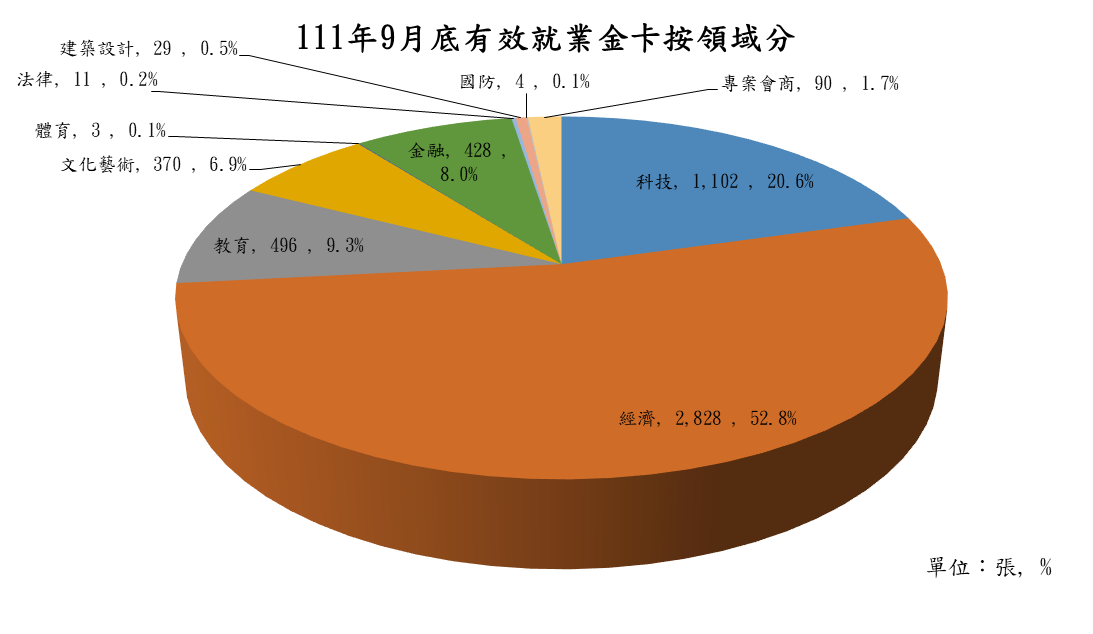 111年9月底有效就業金卡按領域分
建築設計, 29 , 0.5%
法律, 11 , 0.2%
國防, 4 , 0.1%
專案會商, 90 , 1.7%
體育, 3 , 0.1%
文化藝術, 370 , 6.9%
金融, 428 ,
8.0%
科技, 1,102 , 20.6%
教育, 496 , 9.3%
經濟, 2,828 , 52.8%
單位：張, %